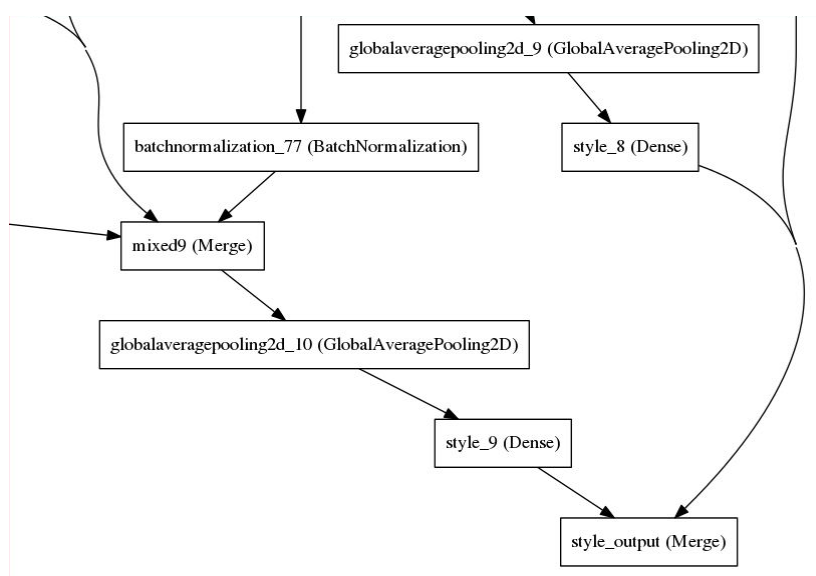 globalaveragepooling2d_9 (GlobalAveragePooling2D)
batchnormalization_77 (BatchNormalization)
style_8 (Dense)
mixed9 (Merge)
globalaveragepooling2d_10 (GlobalAveragePooling2D)
style_9 (Dense)
style_output (Merge)